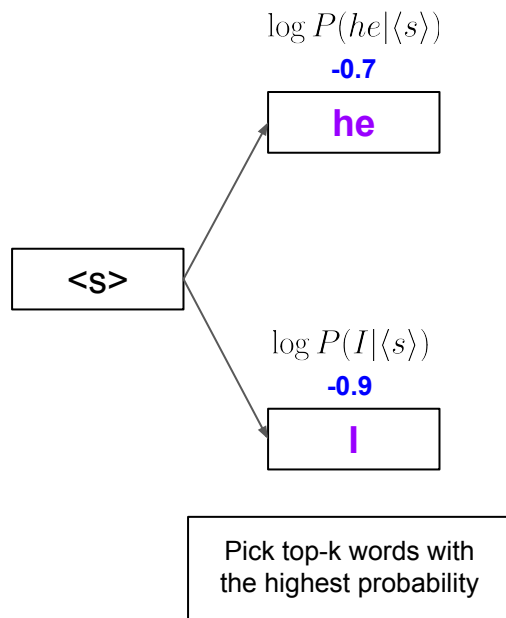 log P(he|⟨s⟩)
-0.7
he
<s>
log P(I|⟨s⟩)
-0.9
I
Pick top-k words with
the highest probability